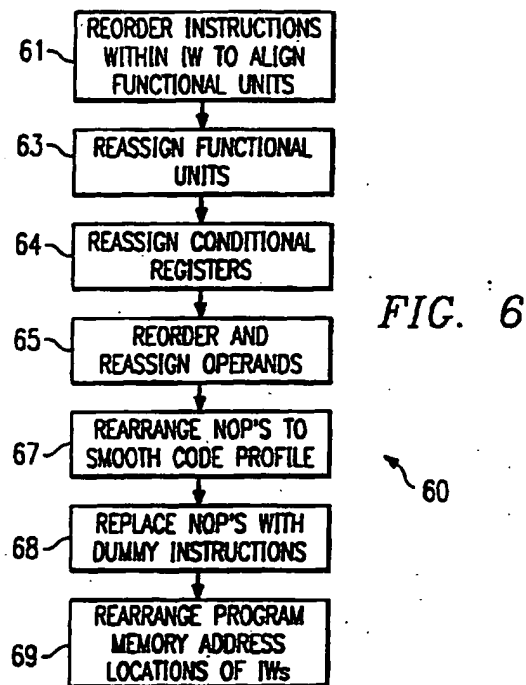 61
REORDER INSTRUCTIONS
WITHIN IW TO ALIGN
FUNCTIONAL UNITS
63
REASSIGN FUNCTIONAL
UNITS
64
REASSIGN CONDITIONAL
REGISTERS
FIG. 6
65
REORDER AND
REASSIGN OPERANDS
67
REARRANGE NOP'S TO
SMOOTH CODE PROFILE
60
68
REPLACE NOP'S WITH
DUMMY INSTRUCTIONS
69
REARRANGE PROGRAM
MEMORY ADDRESS
LOCATIONS OF IWs